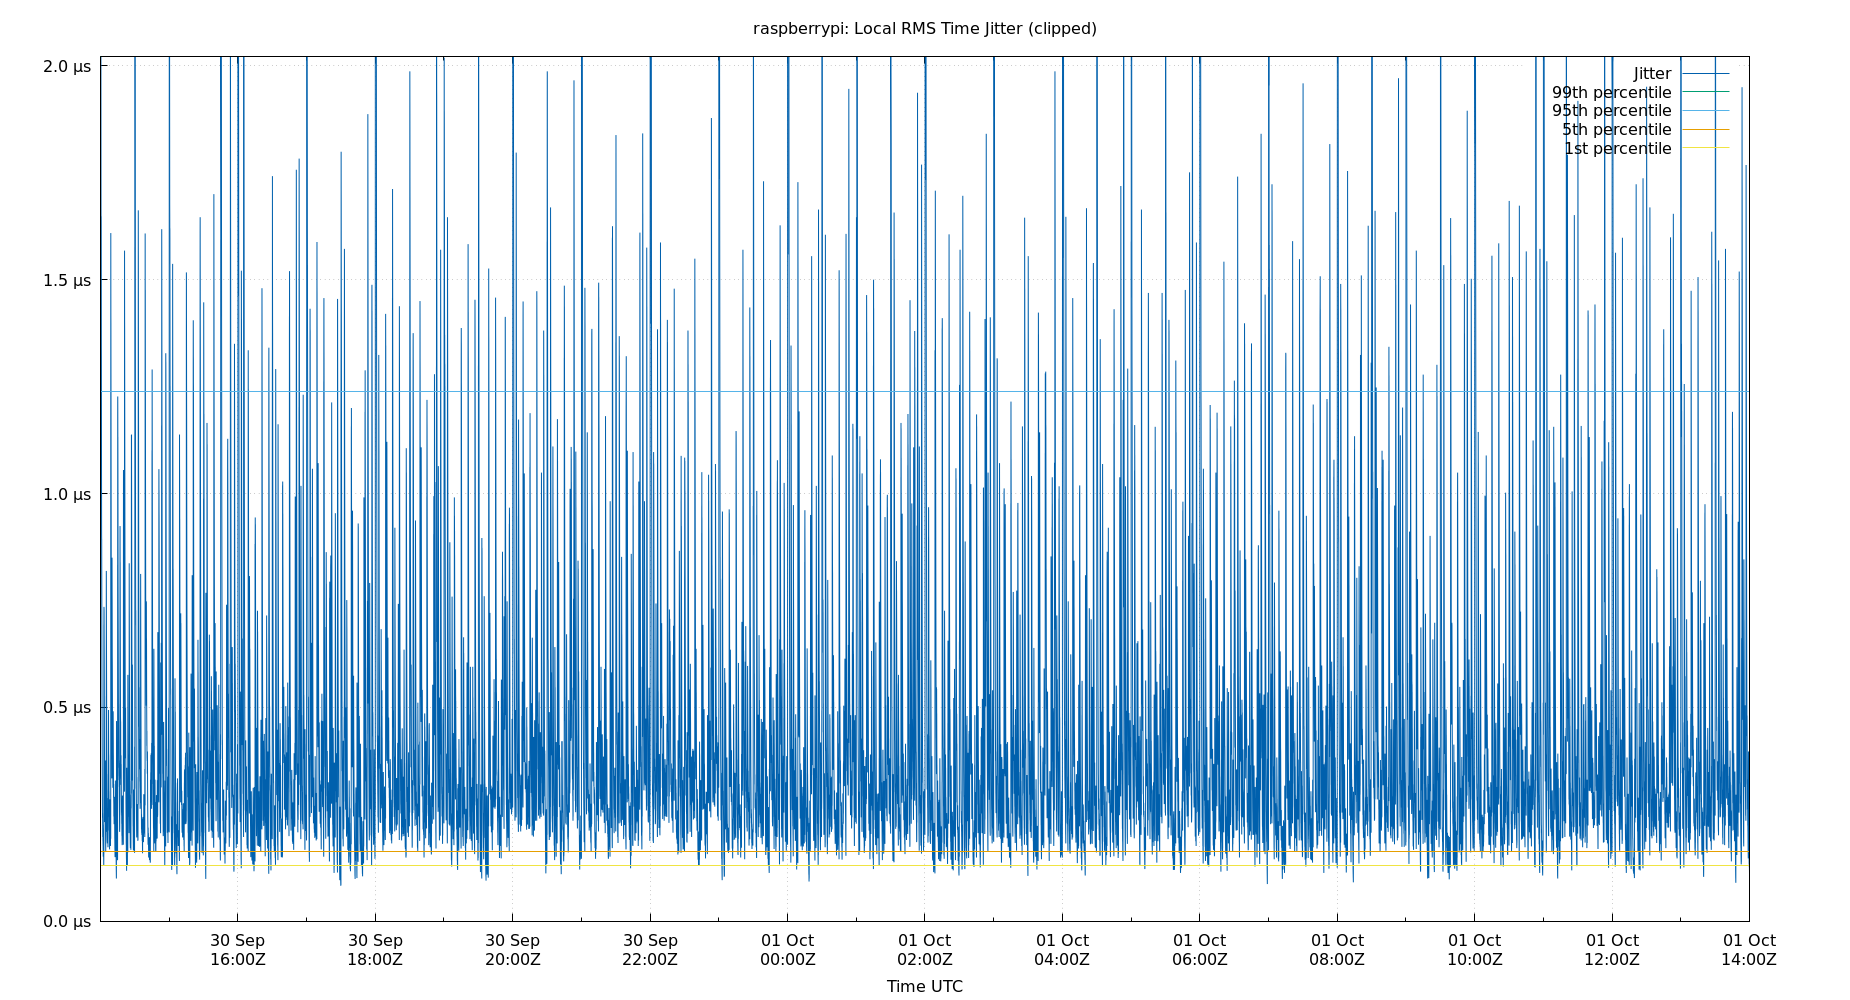 raspberrypi: Local RMS Time Jitter (clipped)
2.0 µs
1.5 µs
1.0 µs
0.5 µs
0.0 µs
Jitter
99th percentile
95th percentile
5th percentile
1st percentile
30 Sep 30 Sep 30 Sep 30 Sep 01 Oct 01 Oct 01 Oct 01 Oct 01 Oct 01 Oct 01 Oct 01 Oct
16:00Z 18:00Z 20:00Z 22:00Z 00:00Z 02:00Z 04:00Z 06:00Z 08:00Z 10:00Z 12:00Z 14:00Z
Time UTC